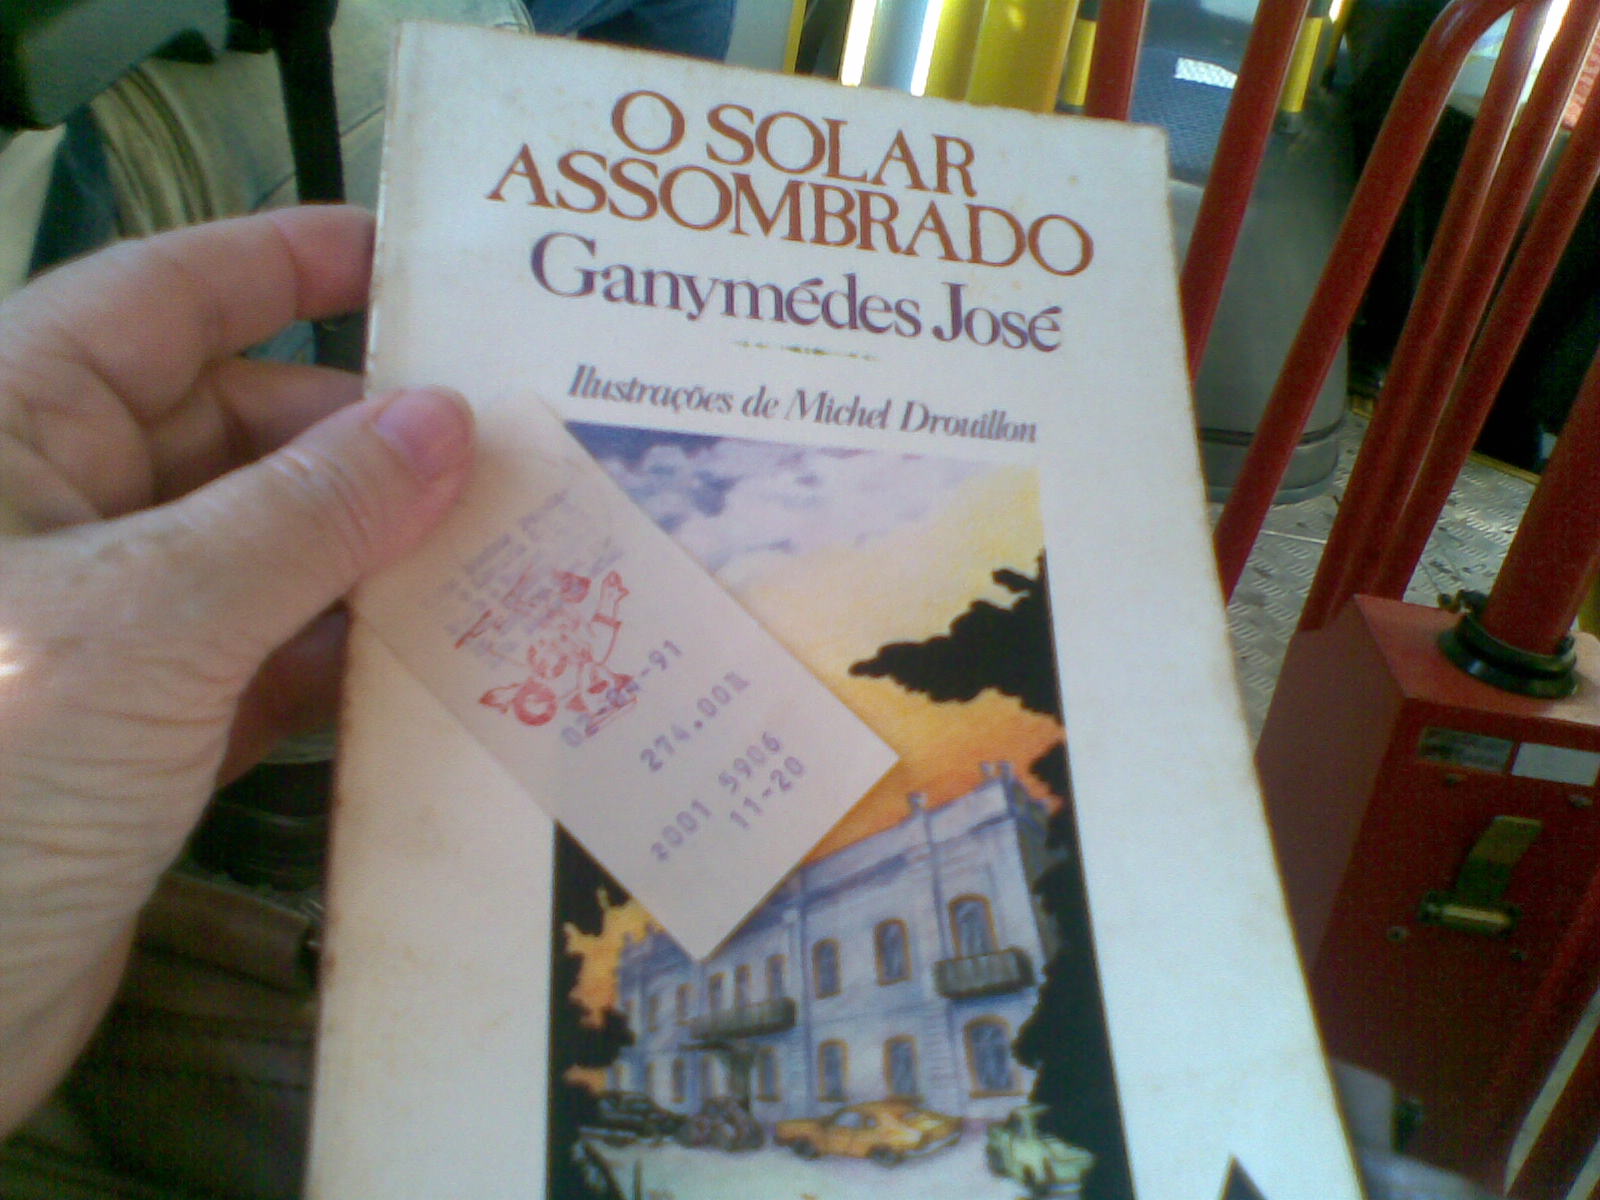 O SOLAR
ASSOMBRADO
Ganymédes José
Ilustrações de Michel Drouillon
274.00
2001 5906
11-20